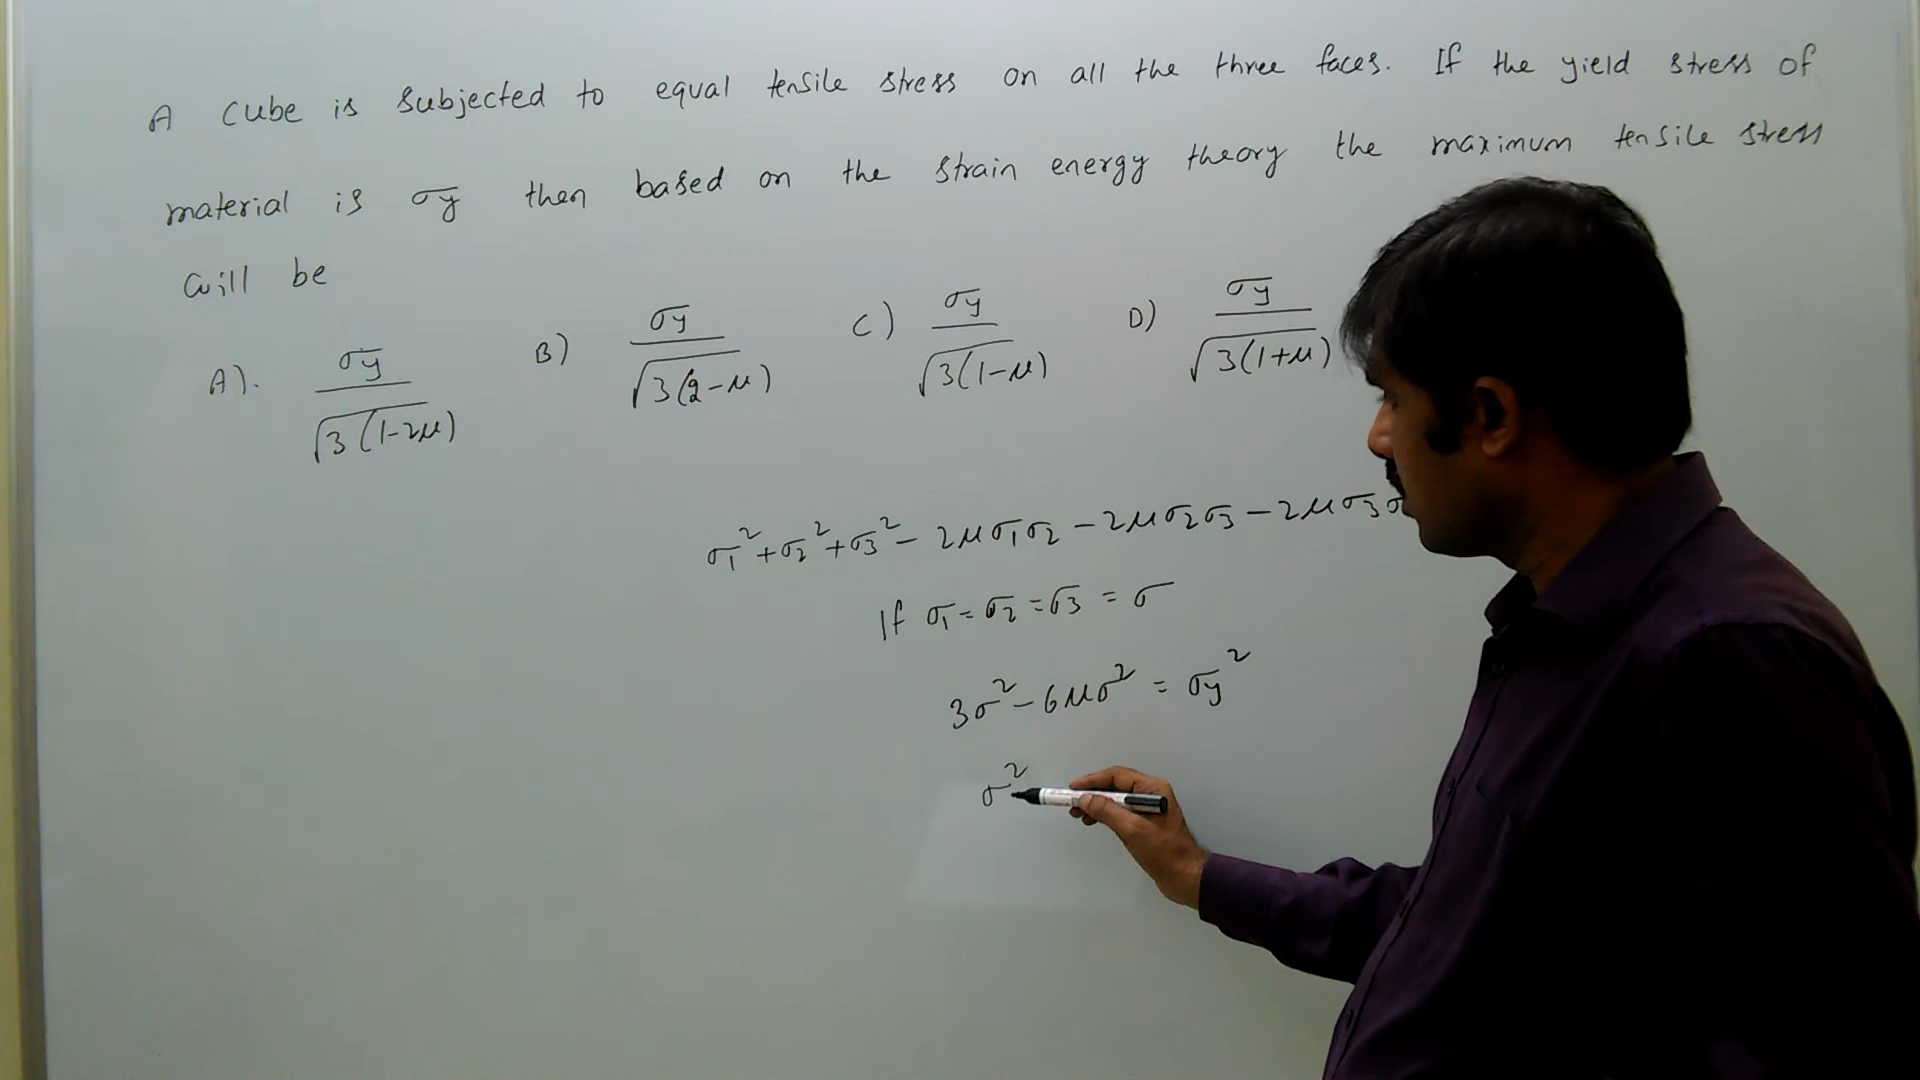 A cube is subjected to equal tensile stress on all the three faces. If the yield stress of
material is σy then based on the strain energy theory the maximum tensile stress
will be
A). σy / √3(1-2μ) B) σy / √3(2-μ) C) σy / √3(1-μ) D) σy / √3(1+μ)
σ1² + σ2² + σ3² - 2μσ1σ2 - 2μσ2σ3 - 2μσ3σ
If σ1 = σ2 = σ3 = σ
3σ² - 6μσ² = σy²
σ²